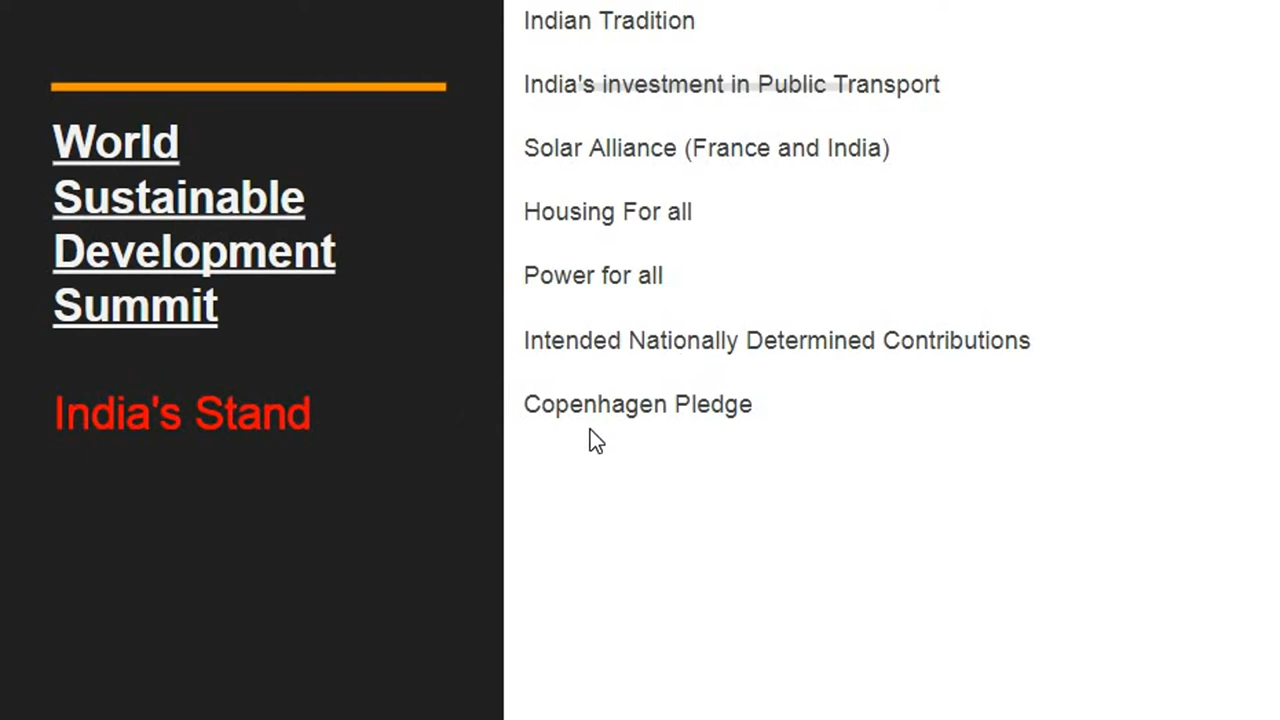 World
Sustainable
Development
Summit
India's Stand
Indian Tradition
India's investment in Public Transport
Solar Alliance (France and India)
Housing For all
Power for all
Intended Nationally Determined Contributions
Copenhagen Pledge